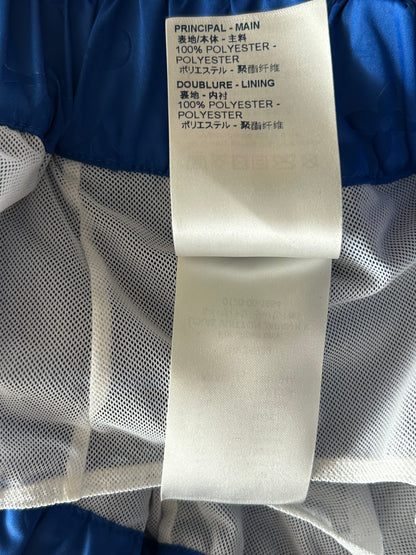 PRINCIPAL - MAIN
表地/本体 - 主料
100% POLYESTER -
POLYESTER
ポリエステル - 聚酯纤维
DOUBLURE - LINING
裏地 - 内衬
100% POLYESTER -
POLYESTER
ポリエステル - 聚酯纤维